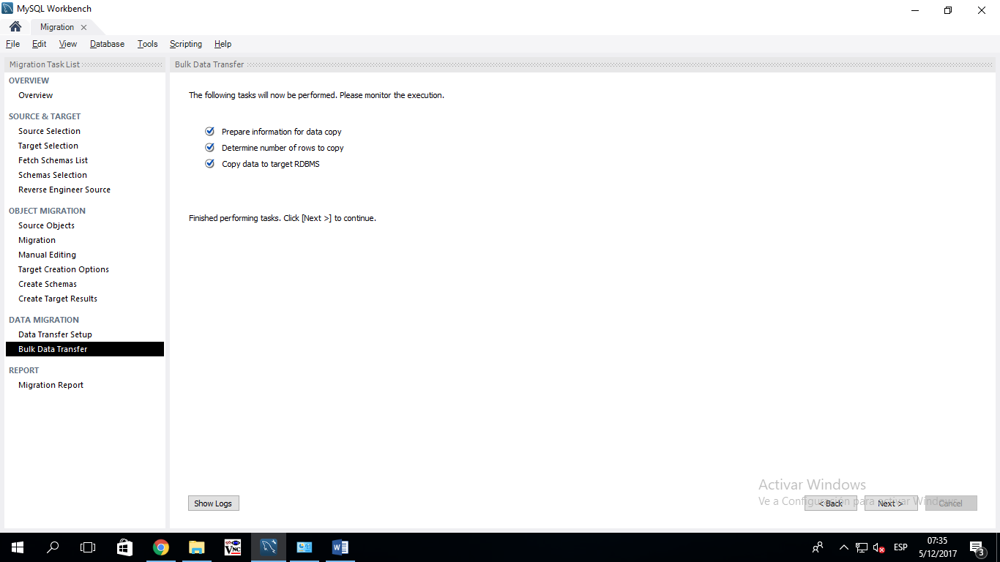 MySQL Workbench
Migration
File Edit View Database Tools Scripting Help
Migration Task List
OVERVIEW
Overview
SOURCE & TARGET
Source Selection
Target Selection
Fetch Schemas List
Schemas Selection
Reverse Engineer Source
OBJECT MIGRATION
Source Objects
Migration
Manual Editing
Target Creation Options
Create Schemas
Create Target Results
DATA MIGRATION
Data Transfer Setup
Bulk Data Transfer
REPORT
Migration Report
Bulk Data Transfer
The following tasks will now be performed. Please monitor the execution.
Prepare information for data copy
Determine number of rows to copy
Copy data to target RDBMS
Finished performing tasks. Click [Next >] to continue.
Show Logs
< Back Next > Cancel
Activar Windows
Ve a Configuración para activar Windows.
VNC
W
ESP
07:35
5/12/2017
3